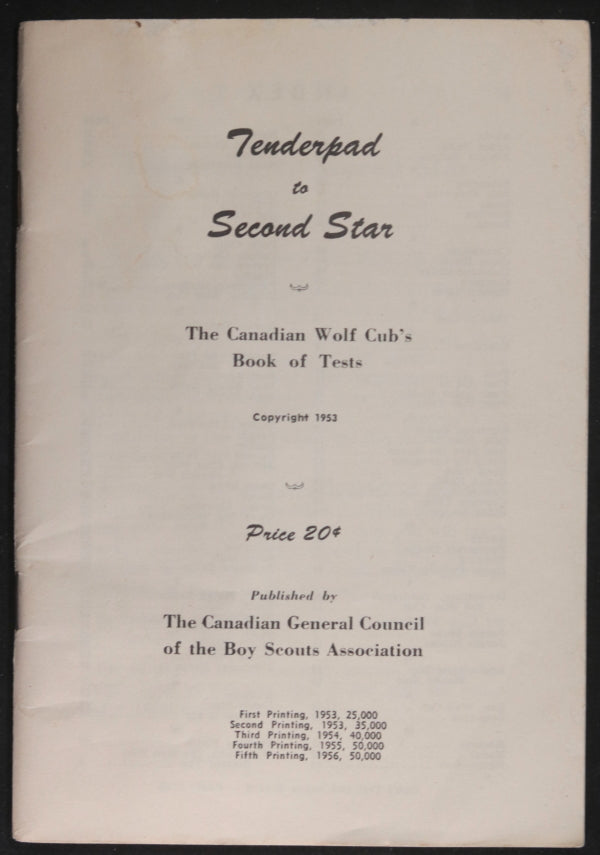 Tenderpad
to
Second Star
The Canadian Wolf Cub's
Book of Tests
Copyright 1953
Price 20¢
Published by
The Canadian General Council
of the Boy Scouts Association
First Printing, 1953, 25,000
Second Printing, 1953, 35,000
Third Printing, 1954, 40,000
Fourth Printing, 1955, 50,000
Fifth Printing, 1956, 50,000